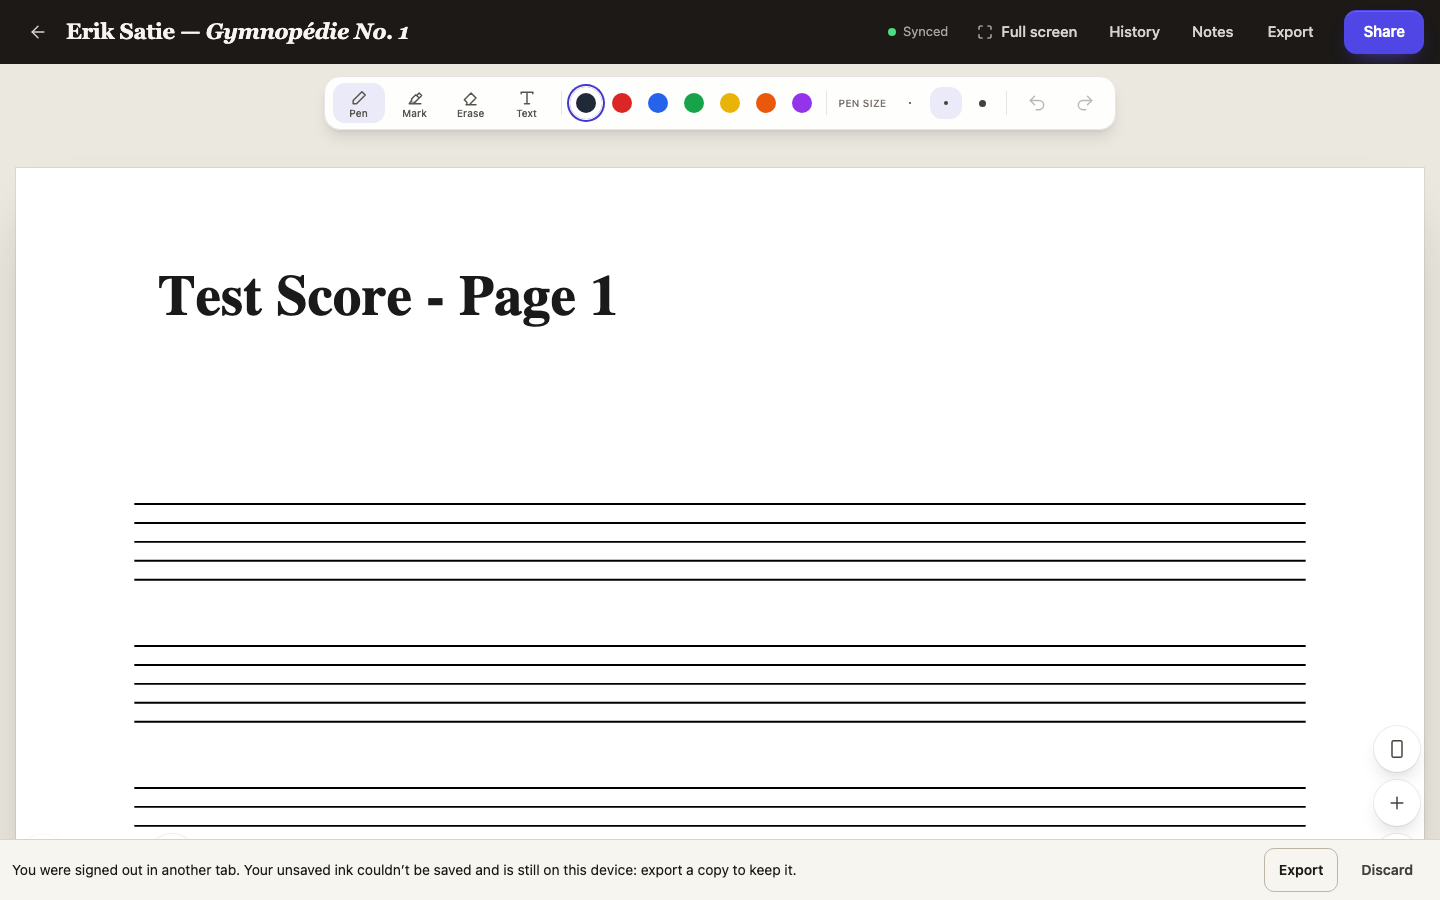 Erik Satie — Gymnopédie No. 1
Synced
Full screen
History
Notes
Export
Share
Pen
Mark
Erase
Text
PEN SIZE
Test Score - Page 1
You were signed out in another tab. Your unsaved ink couldn’t be saved and is still on this device: export a copy to keep it.
Export
Discard